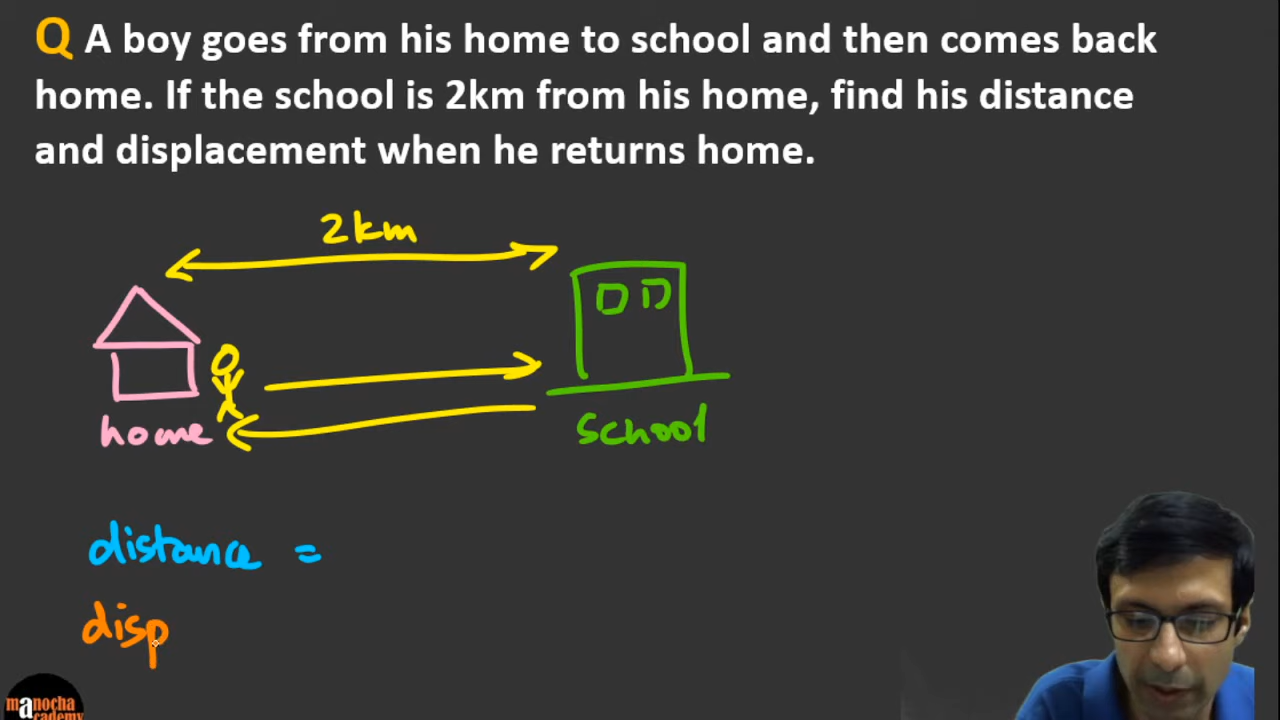 Q A boy goes from his home to school and then comes back
home. If the school is 2km from his home, find his distance
and displacement when he returns home.
2km
home
School
distance =
disp
manocha
academy